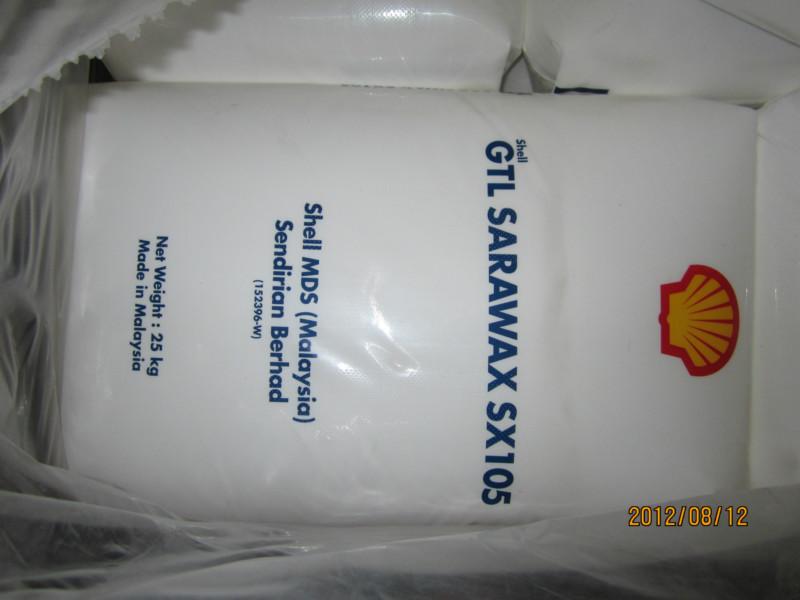 Shell
GTL SARAWAX SX105
Shell MDS (Malaysia)
Sendirian Berhad
(152396-W)
Net Weight : 25 kg
Made in Malaysia
2012/08/12